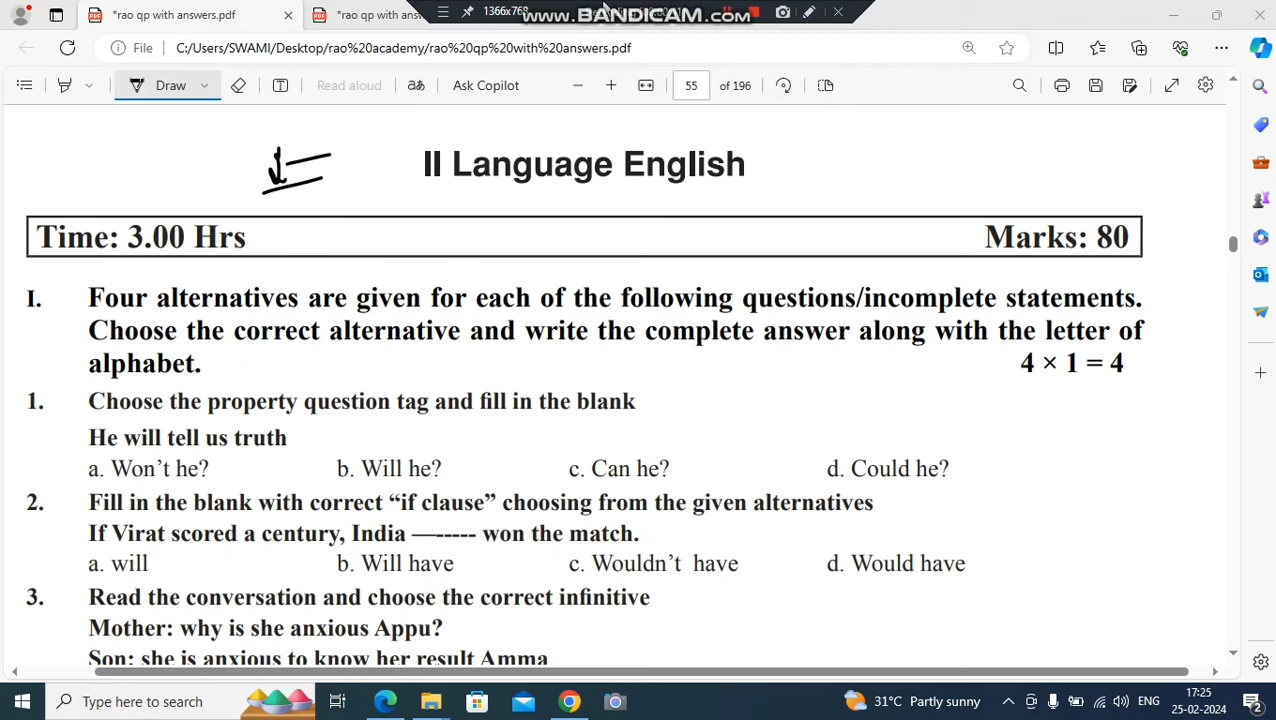 *rao qp with answers.pdf
*rao qp with ans
1366x768
www.BANDICAM.com
File
C:/Users/SWAMI/Desktop/rao%20academy/rao%20qp%20with%20answers.pdf
Draw
Read aloud
Ask Copilot
55
of 196
II Language English
Time: 3.00 Hrs
Marks: 80
I. Four alternatives are given for each of the following questions/incomplete statements.
Choose the correct alternative and write the complete answer along with the letter of
alphabet. 4 × 1 = 4
1. Choose the property question tag and fill in the blank
He will tell us truth
a. Won't he? b. Will he? c. Can he? d. Could he?
2. Fill in the blank with correct “if clause” choosing from the given alternatives
If Virat scored a century, India —----- won the match.
a. will b. Will have c. Wouldn't have d. Would have
3. Read the conversation and choose the correct infinitive
Mother: why is she anxious Appu?
Son: she is anxious to know her result Amma
Type here to search
31°C Partly sunny
ENG
17:25
25-02-2024
2